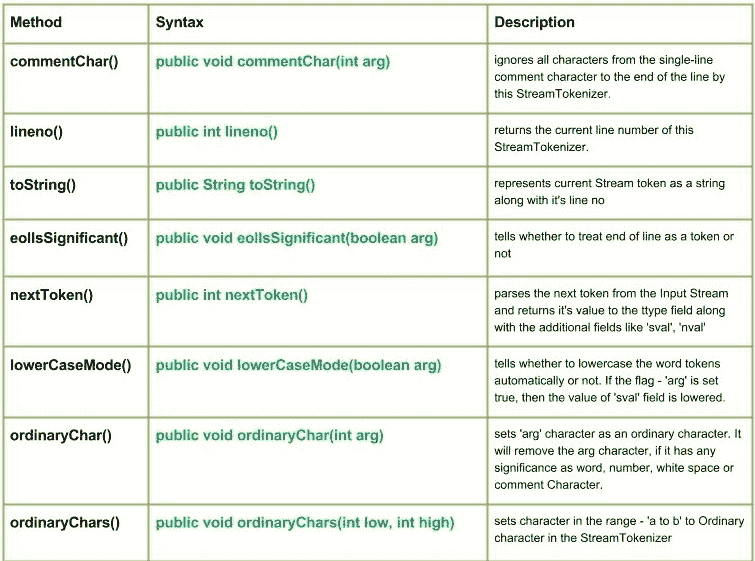 Method Syntax Description
commentChar() public void commentChar(int arg) ignores all characters from the single-line
comment character to the end of the line by
this StreamTokenizer.
lineno() public int lineno() returns the current line number of this
StreamTokenizer.
toString() public String toString() represents current Stream token as a string
along with it's line no
eolIsSignificant() public void eolIsSignificant(boolean arg) tells whether to treat end of line as a token or
not
nextToken() public int nextToken() parses the next token from the Input Stream
and returns it's value to the ttype field along
with the additional fields like 'sval', 'nval'
lowerCaseMode() public void lowerCaseMode(boolean arg) tells whether to lowercase the word tokens
automatically or not. If the flag - 'arg' is set
true, then the value of 'sval' field is lowered.
ordinaryChar() public void ordinaryChar(int arg) sets 'arg' character as an ordinary character. It
will remove the arg character, if it has any
significance as word, number, white space or
comment Character.
ordinaryChars() public void ordinaryChars(int low, int high) sets character in the range - 'a to b' to Ordinary
character in the StreamTokenizer